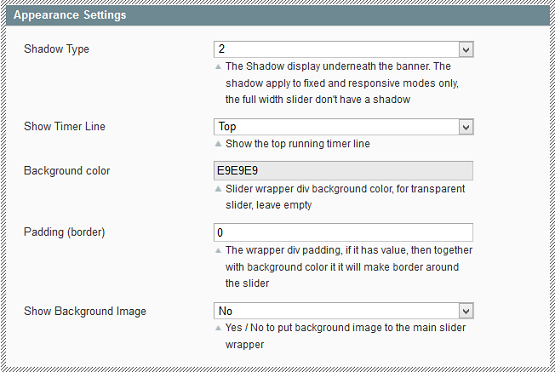 Appearance Settings
Shadow Type
2
The Shadow display underneath the banner. The
shadow apply to fixed and responsive modes only,
the full width slider don't have a shadow
Show Timer Line
Top
Show the top running timer line
Background color
E9E9E9
Slider wrapper div background color, for transparent
slider, leave empty
Padding (border)
0
The wrapper div padding, if it has value, then together
with background color it it will make border around
the slider
Show Background Image
No
Yes / No to put background image to the main slider
wrapper